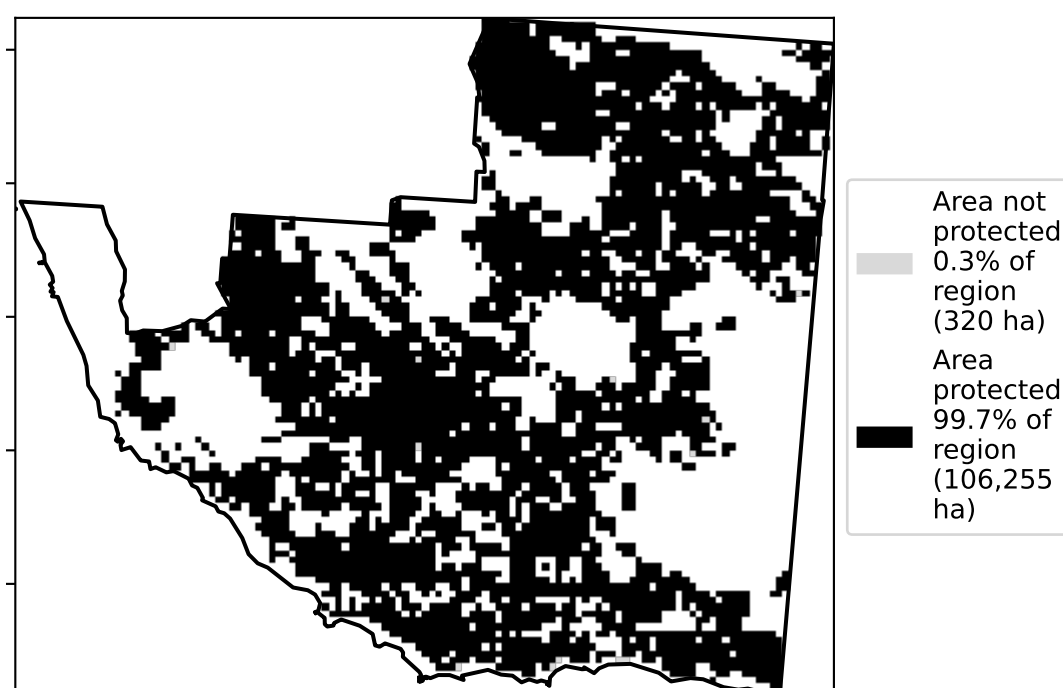 Area not
protected
0.3% of
region
(320 ha)
Area
protected
99.7% of
region
(106,255
ha)